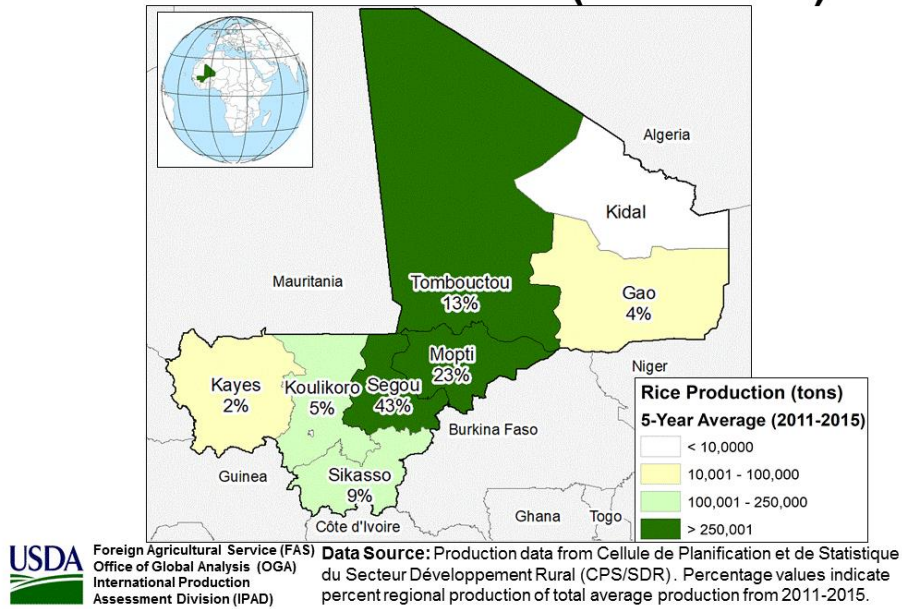 Algeria
Kidal
Mauritania
Tombouctou
13%
Gao
4%
Mopti
23%
Niger
Kayes
2%
Koulikoro
5%
Segou
43%
Burkina Faso
Guinea
Sikasso
9%
Côte d'Ivoire
Ghana
Togo
Rice Production (tons)
5-Year Average (2011-2015)
< 10,0000
10,001 - 100,000
100,001 - 250,000
> 250,001
USDA
Foreign Agricultural Service (FAS)
Office of Global Analysis (OGA)
International Production
Assessment Division (IPAD)
Data Source: Production data from Cellule de Planification et de Statistique
du Secteur Développement Rural (CPS/SDR). Percentage values indicate
percent regional production of total average production from 2011-2015.